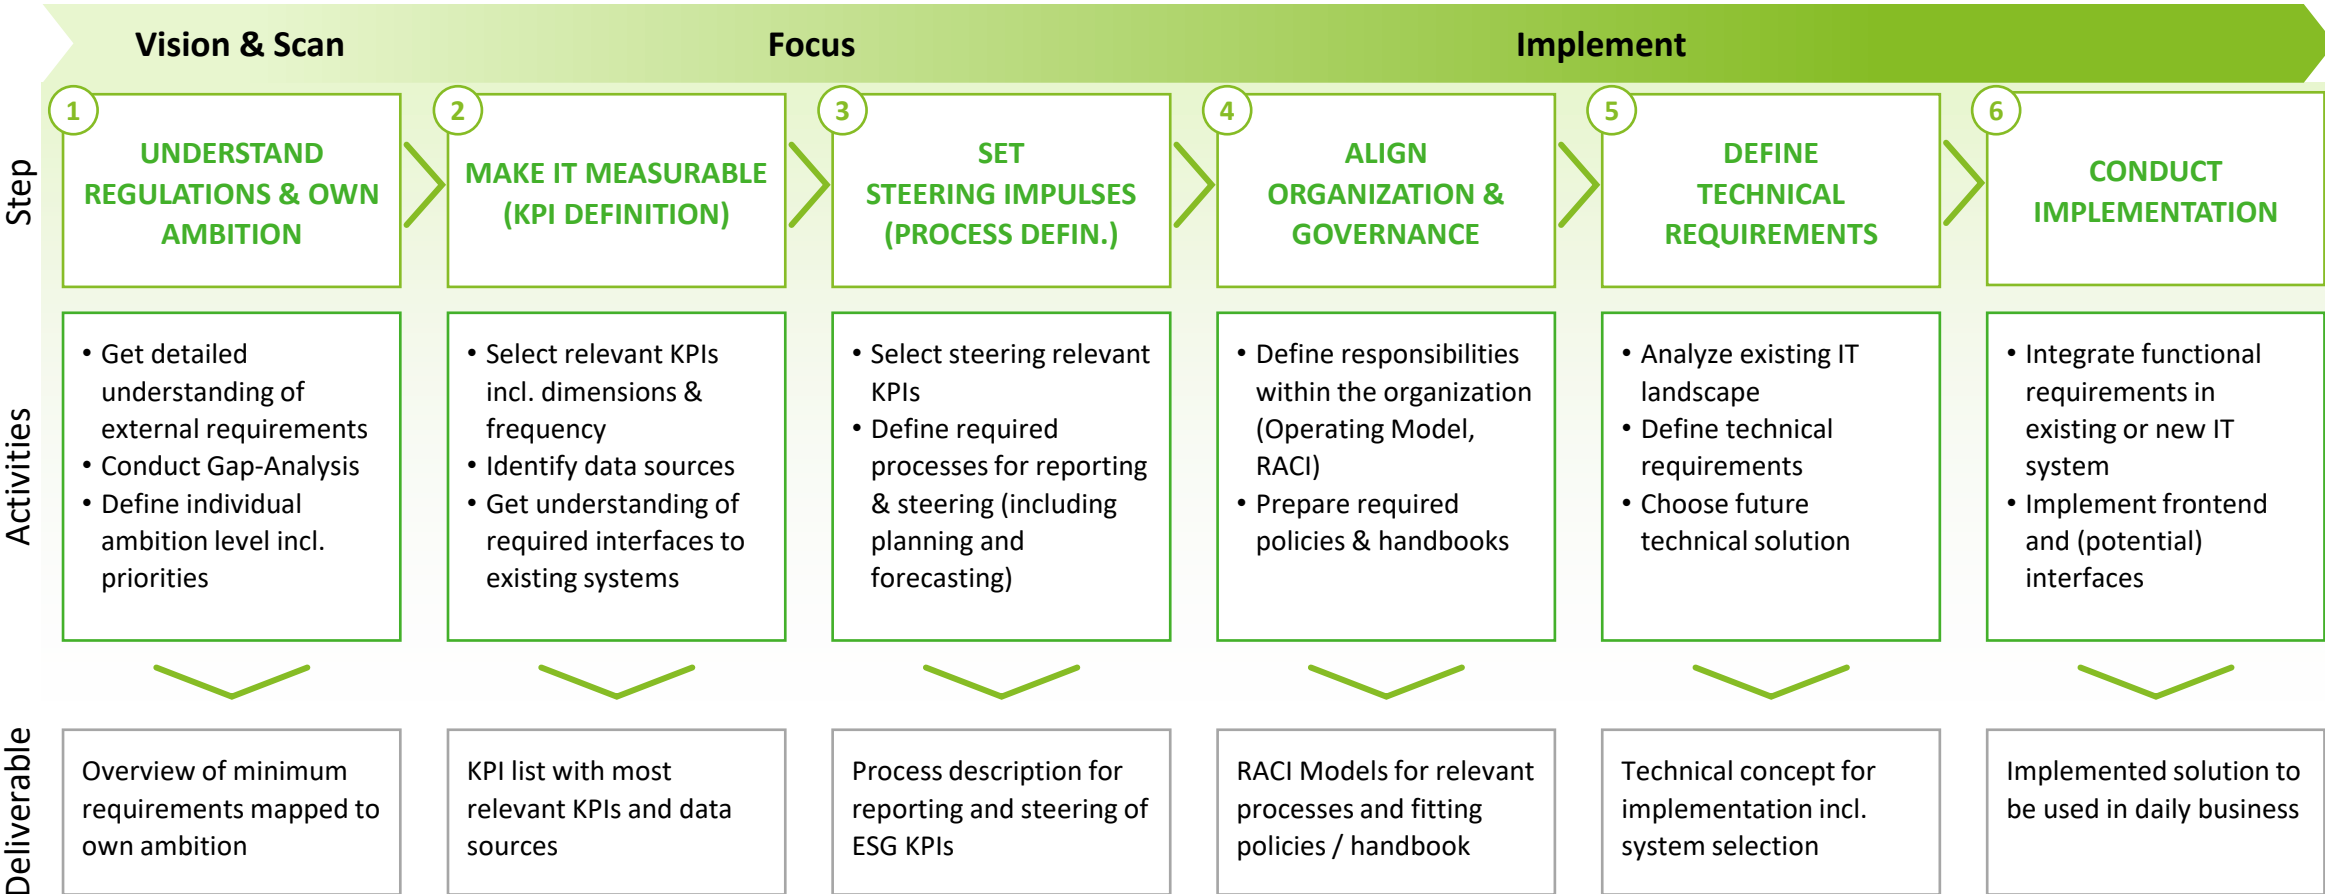 Vision & Scan
Focus
Implement
Step
1
UNDERSTAND
REGULATIONS & OWN
AMBITION
2
MAKE IT MEASURABLE
(KPI DEFINITION)
3
SET
STEERING IMPULSES
(PROCESS DEFIN.)
4
ALIGN
ORGANIZATION &
GOVERNANCE
5
DEFINE
TECHNICAL
REQUIREMENTS
6
CONDUCT
IMPLEMENTATION
Activities
• Get detailed
understanding of
external requirements
• Conduct Gap-Analysis
• Define individual
ambition level incl.
priorities
• Select relevant KPIs
incl. dimensions &
frequency
• Identify data sources
• Get understanding of
required interfaces to
existing systems
• Select steering relevant
KPIs
• Define required
processes for reporting
& steering (including
planning and
forecasting)
• Define responsibilities
within the organization
(Operating Model,
RACI)
• Prepare required
policies & handbooks
• Analyze existing IT
landscape
• Define technical
requirements
• Choose future
technical solution
• Integrate functional
requirements in
existing or new IT
system
• Implement frontend
and (potential)
interfaces
Deliverable
Overview of minimum
requirements mapped to
own ambition
KPI list with most
relevant KPIs and data
sources
Process description for
reporting and steering of
ESG KPIs
RACI Models for relevant
processes and fitting
policies / handbook
Technical concept for
implementation incl.
system selection
Implemented solution to
be used in daily business